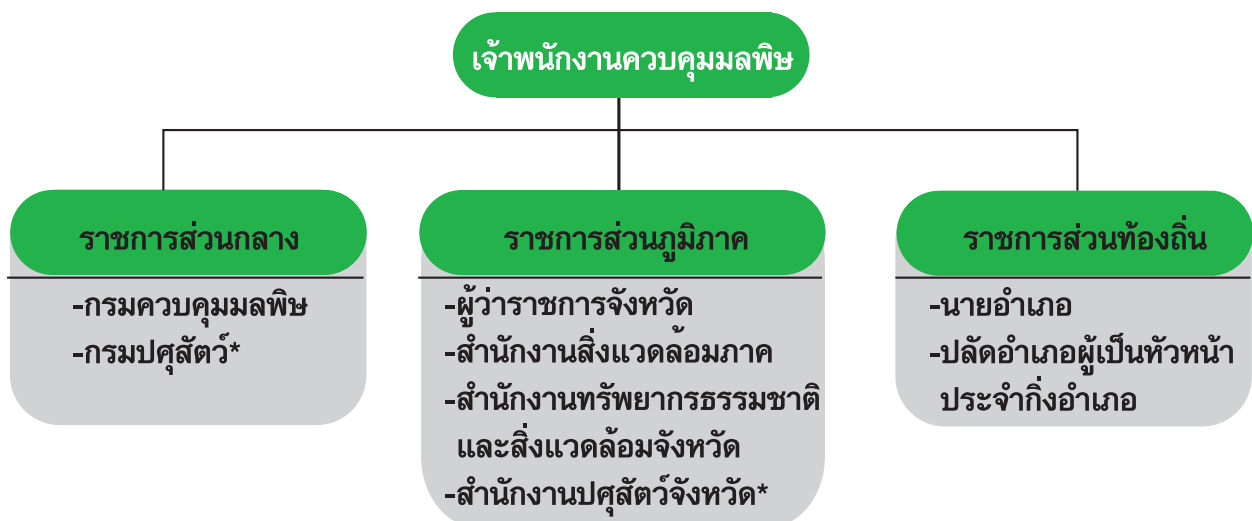 เจ้าพนักงานควบคุมมลพิษ
ราชการส่วนกลาง
-กรมควบคุมมลพิษ
-กรมปศุสัตว์*
ราชการส่วนภูมิภาค
-ผู้ว่าราชการจังหวัด
-สำนักงานสิ่งแวดล้อมภาค
-สำนักงานทรัพยากรธรรมชาติ
และสิ่งแวดล้อมจังหวัด
-สำนักงานปศุสัตว์จังหวัด*
ราชการส่วนท้องถิ่น
-นายอำเภอ
-ปลัดอำเภอผู้เป็นหัวหน้า
ประจำกิ่งอำเภอ